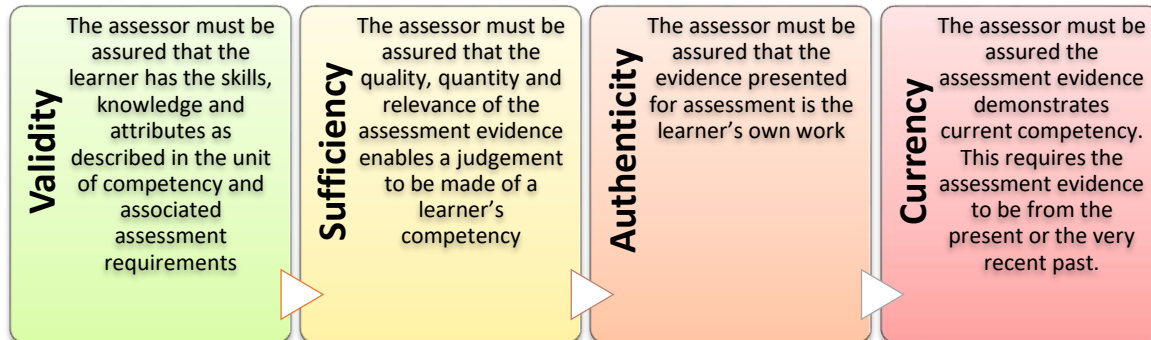 Validity
The assessor must be
assured that the
learner has the skills,
knowledge and
attributes as
described in the unit
of competency and
associated
assessment
requirements
Sufficiency
The assessor must be
assured that the
quality, quantity and
relevance of the
assessment evidence
enables a judgement
to be made of a
learner’s
competency
Authenticity
The assessor must be
assured that the
evidence presented
for assessment is the
learner’s own work
Currency
The assessor must be
assured the
assessment evidence
demonstrates
current competency.
This requires the
assessment evidence
to be from the
present or the very
recent past.